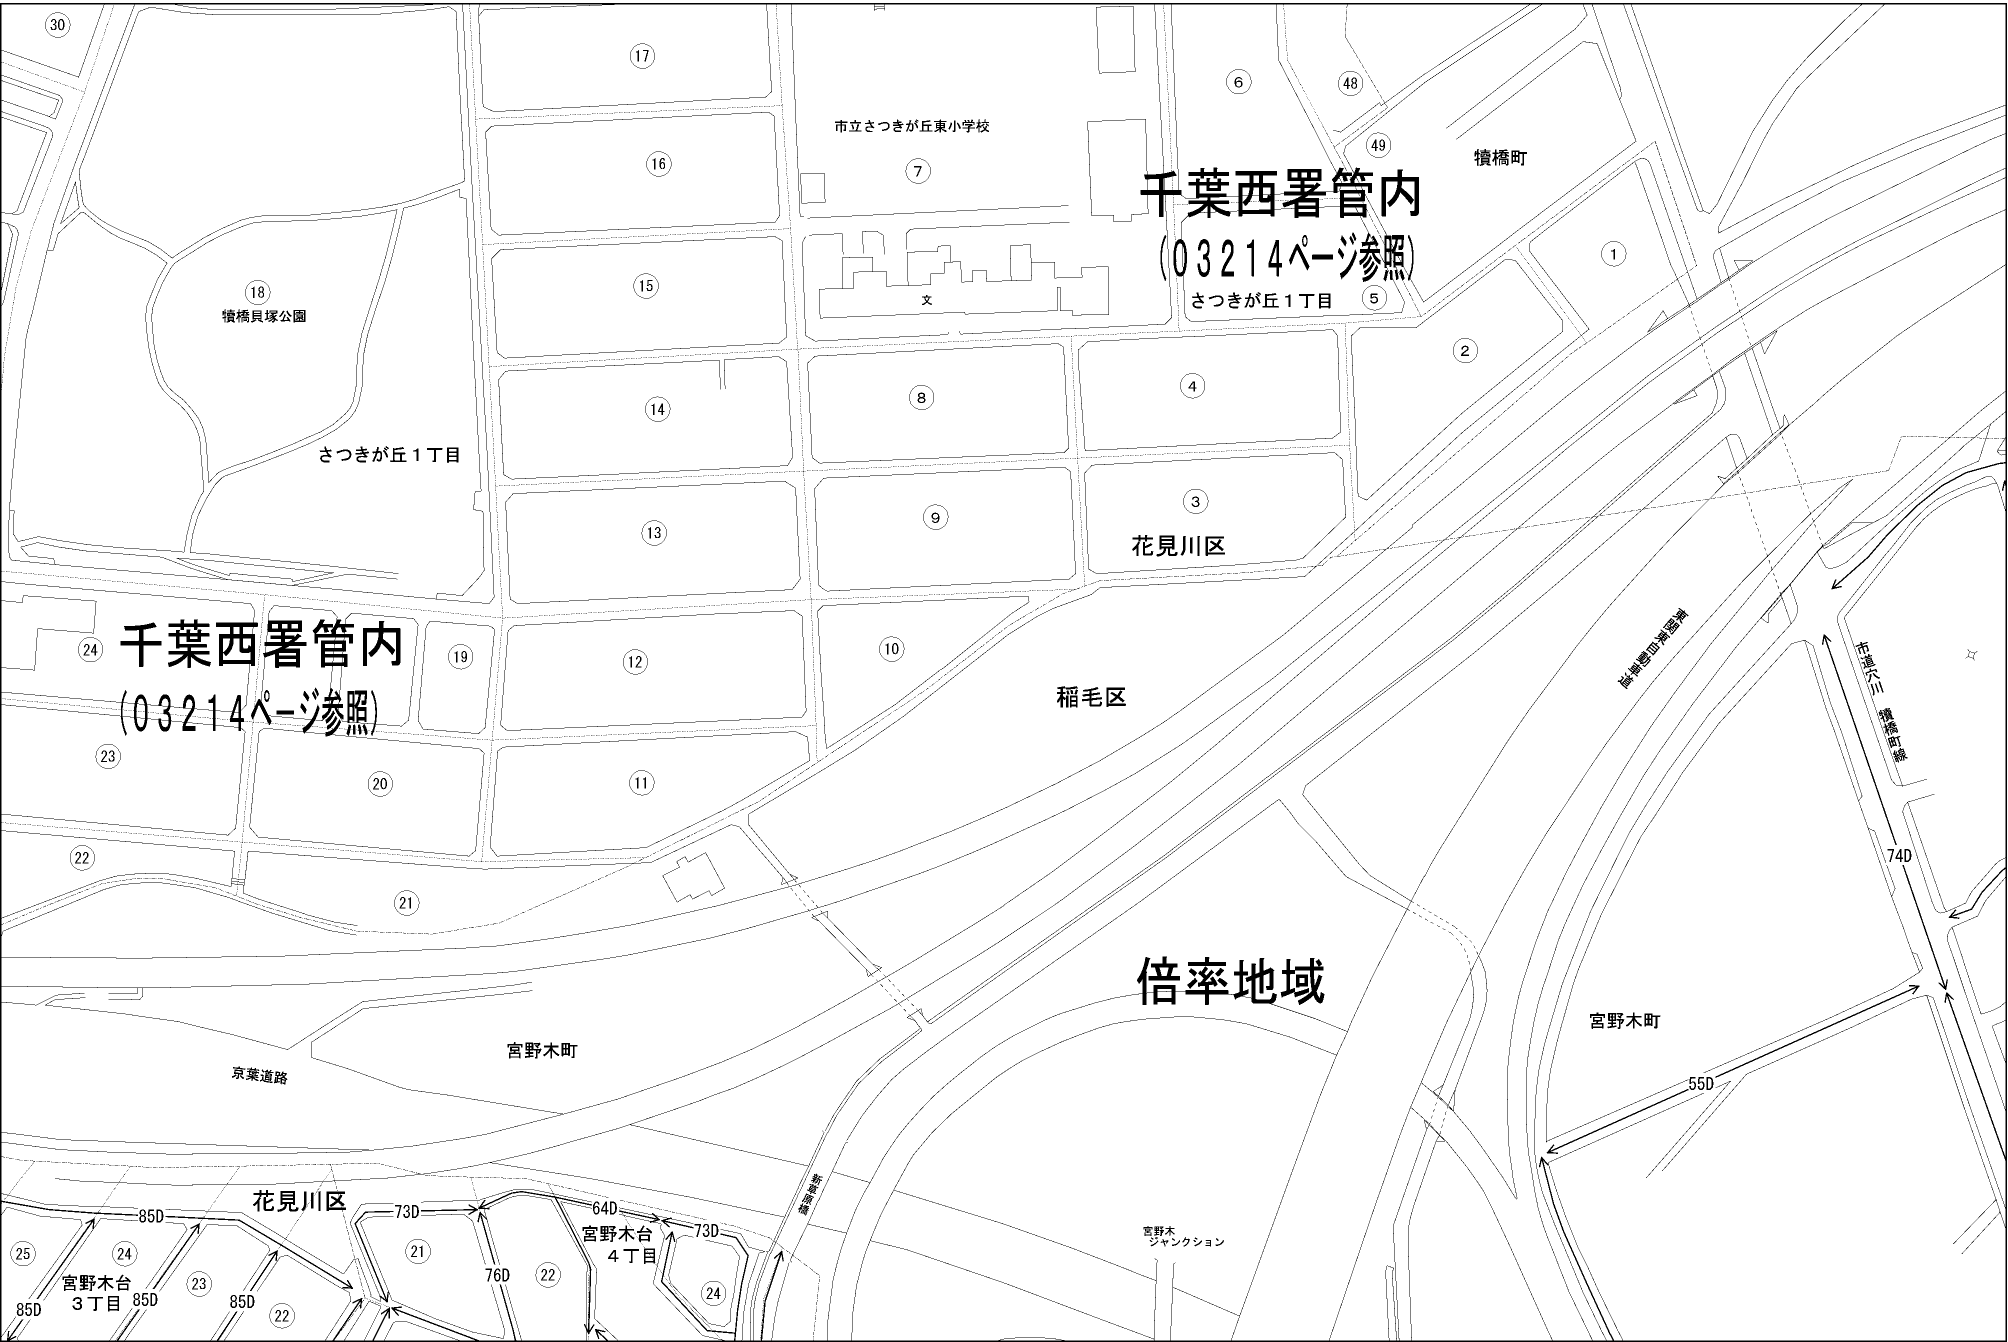 30
17
6
48
市立さつきが丘東小学校
49
16
7
犢橋町
千葉西署管内
(03214ページ参照)
1
18
15
5
文
さつきが丘1丁目
犢橋貝塚公園
2
4
8
14
さつきが丘1丁目
3
9
13
花見川区
東関東自動車道
24
千葉西署管内
(03214ページ参照)
19
12
10
市道穴川 犢橋町線
稲毛区
23
20
11
22
74D
21
倍率地域
宮野木町
宮野木町
京葉道路
55D
花見川区
新草原橋
85D
73D
64D
73D
宮野木台
4丁目
宮野木
ジャンクション
25
24
21
22
76D
23
24
宮野木台
3丁目
85D
85D
85D
22